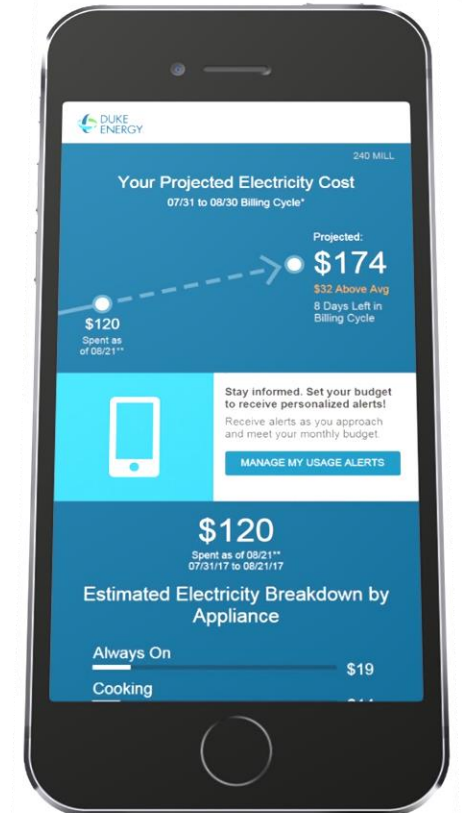 DUKE
ENERGY
240 MILL
Your Projected Electricity Cost
07/31 to 08/30 Billing Cycle*
Projected:
$174
$32 Above Avg
8 Days Left in
Billing Cycle
$120
Spent as
of 08/21**
Stay informed. Set your budget
to receive personalized alerts!
Receive alerts as you approach
and meet your monthly budget.
MANAGE MY USAGE ALERTS
$120
Spent as of 08/21**
07/31/17 to 08/21/17
Estimated Electricity Breakdown by
Appliance
Always On
$19
Cooking